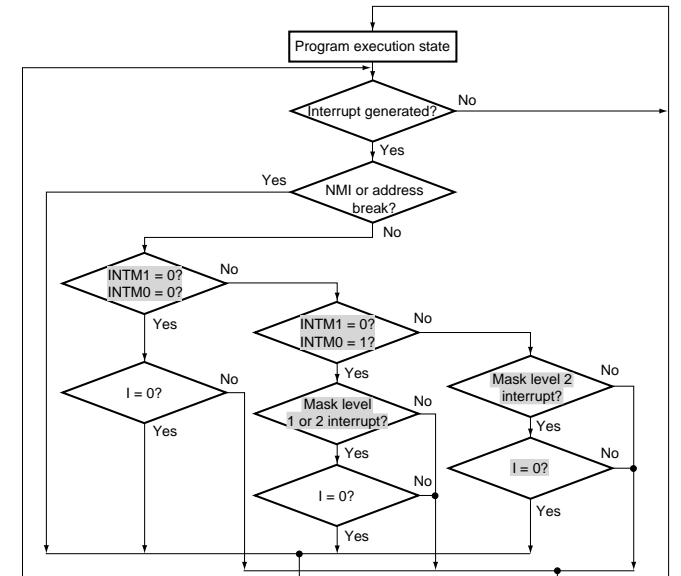 Program execution state
Interrupt generated?
No
Yes
Yes
NMI or address
break?
No
INTM1 = 0?
INTM0 = 0?
No
Yes
INTM1 = 0?
INTM0 = 1?
No
Yes
I = 0?
No
Yes
Mask level
1 or 2 interrupt?
No
Yes
Mask level 2
interrupt?
No
Yes
I = 0?
No
Yes
I = 0?
No
Yes